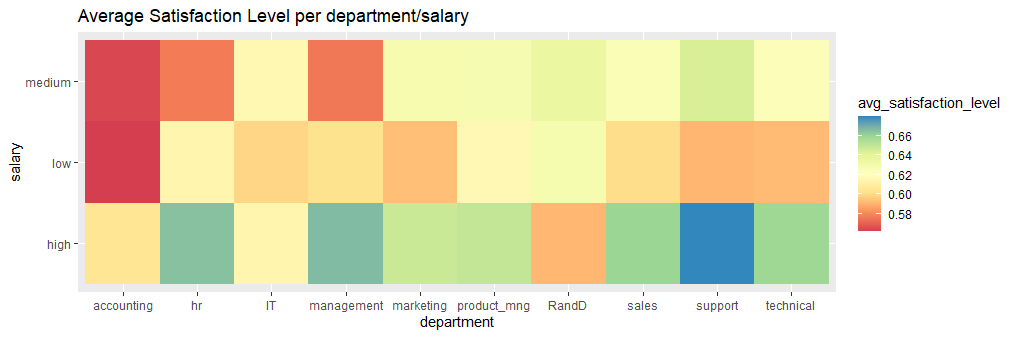 Average Satisfaction Level per department/salary
salary
medium
low
high
accounting hr IT management marketing product_mng RandD sales support technical
department
avg_satisfaction_level
0.66
0.64
0.62
0.60
0.58